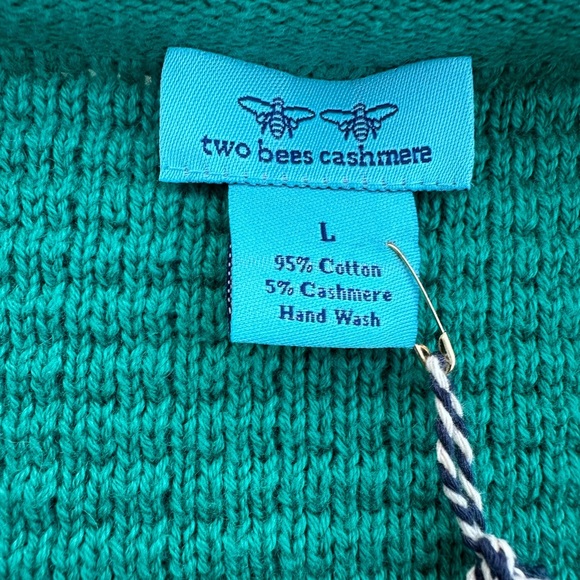 two bees cashmere
L
95% Cotton
5% Cashmere
Hand Wash